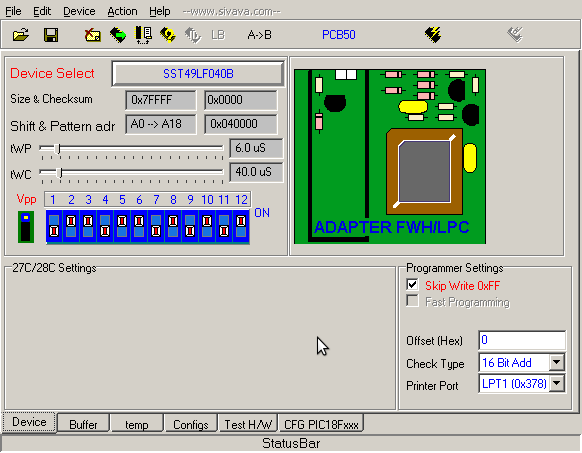 File Edit Device Action Help --www.sivava.com--
LB A->B PCB50
Device Select SST49LF040B
Size & Checksum 0x7FFFF 0x0000
Shift & Pattern adr A0 --> A18 0x040000
tWP 6.0 uS
tWC 40.0 uS
Vpp 1 2 3 4 5 6 7 8 9 10 11 12
ON
ADAPTER FWH/LPC
27C/28C Settings
Programmer Settings
Skip Write 0xFF
Fast Programming
Offset (Hex) 0
Check Type 16 Bit Add
Printer Port LPT1 (0x378)
Device Buffer temp Configs Test H/W CFG PIC18Fxxx
StatusBar